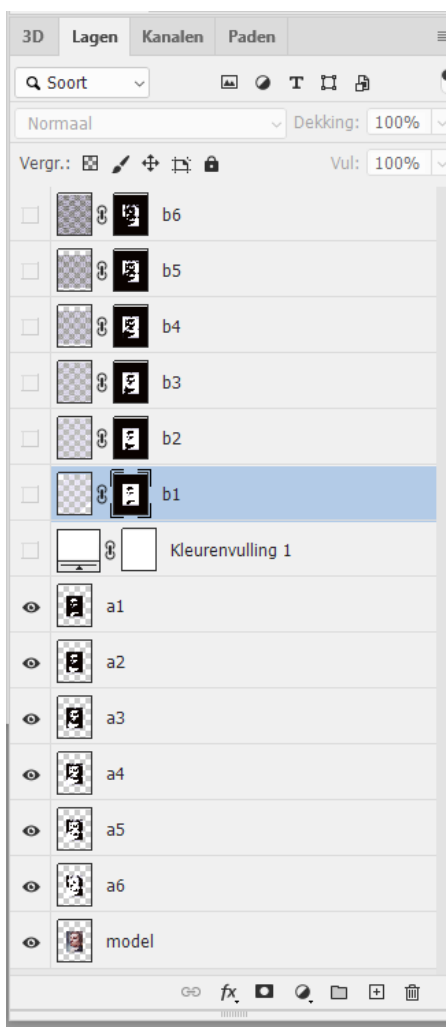 3D Lagen Kanalen Paden
Soort T
Normaal Dekking: 100%
Vergr.: Vul: 100%
b6
b5
b4
b3
b2
b1
Kleurenvulling 1
a1
a2
a3
a4
a5
a6
model
fx